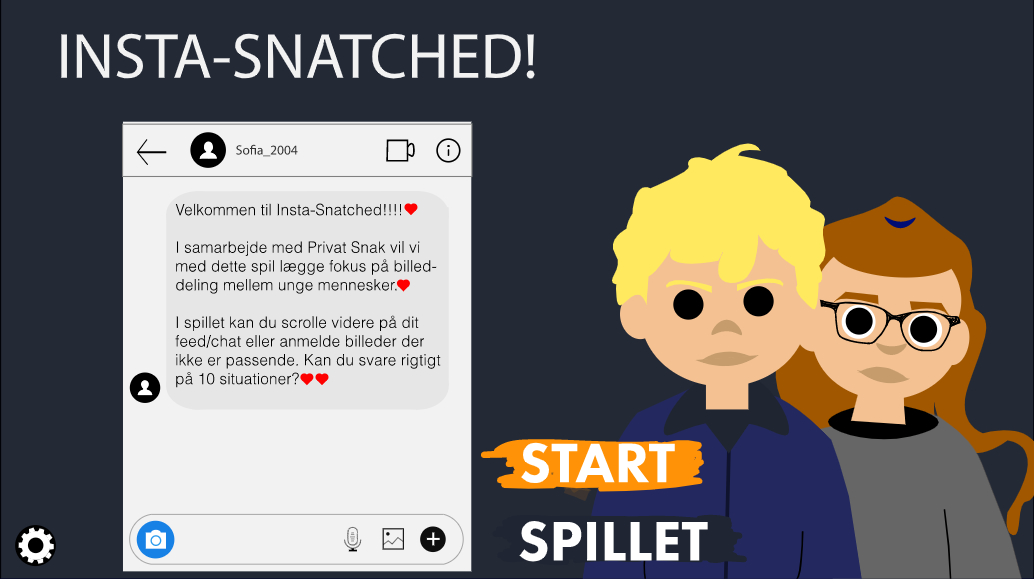 INSTA-SNATCHED!
Sofia_2004
Velkommen til Insta-Snatched!!!!❤
I samarbejde med Privat Snak vil vi
med dette spil lægge fokus på billed-
deling mellem unge mennesker.❤
I spillet kan du scrolle videre på dit
feed/chat eller anmelde billeder der
ikke er passende. Kan du svare rigtigt
på 10 situationer?❤❤
START
SPILLET